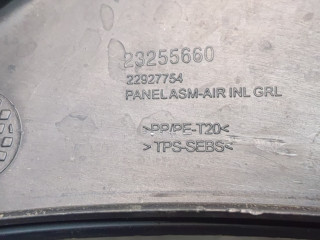 23255660
22927754
PANEL ASM-AIR INL GRL
>PP/PE-T20<
>TPS-SEBS<